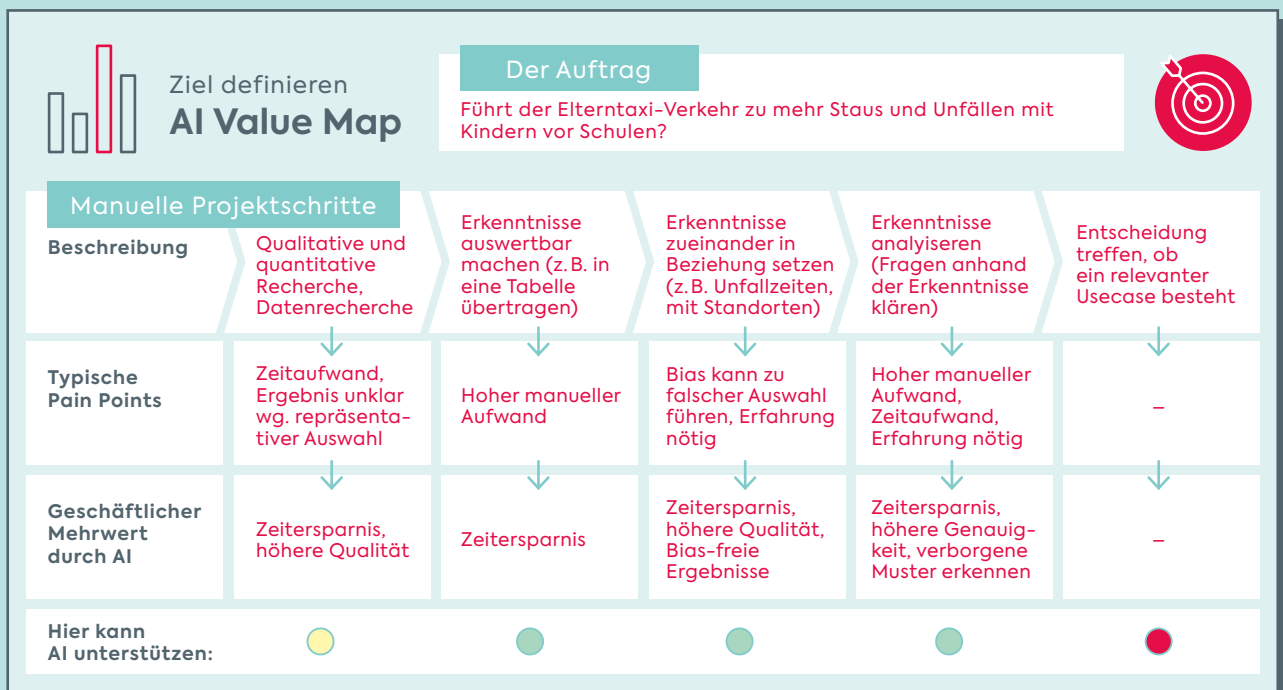 Ziel definieren
AI Value Map
Der Auftrag
Führt der Elterntaxi-Verkehr zu mehr Staus und Unfällen mit
Kindern vor Schulen?
Manuelle Projektschritte
Beschreibung
Qualitative und
quantitative
Recherche,
Datenrecherche
Erkenntnisse
auswertbar
machen (z. B. in
eine Tabelle
übertragen)
Erkenntnisse
zueinander in
Beziehung setzen
(z. B. Unfallzeiten,
mit Standorten)
Erkenntnisse
analyiseren
(Fragen anhand
der Erkenntnisse
klären)
Entscheidung
treffen, ob
ein relevanter
Usecase besteht
Typische
Pain Points
Zeitaufwand,
Ergebnis unklar
wg. repräsenta-
tiver Auswahl
Hoher manueller
Aufwand
Bias kann zu
falscher Auswahl
führen, Erfahrung
nötig
Hoher manueller
Aufwand,
Zeitaufwand,
Erfahrung nötig
–
Geschäftlicher
Mehrwert
durch AI
Zeitersparnis,
höhere Qualität
Zeitersparnis
Zeitersparnis,
höhere Qualität,
Bias-freie
Ergebnisse
Zeitersparnis,
höhere Genauig-
keit, verborgene
Muster erkennen
–
Hier kann
AI unterstützen: